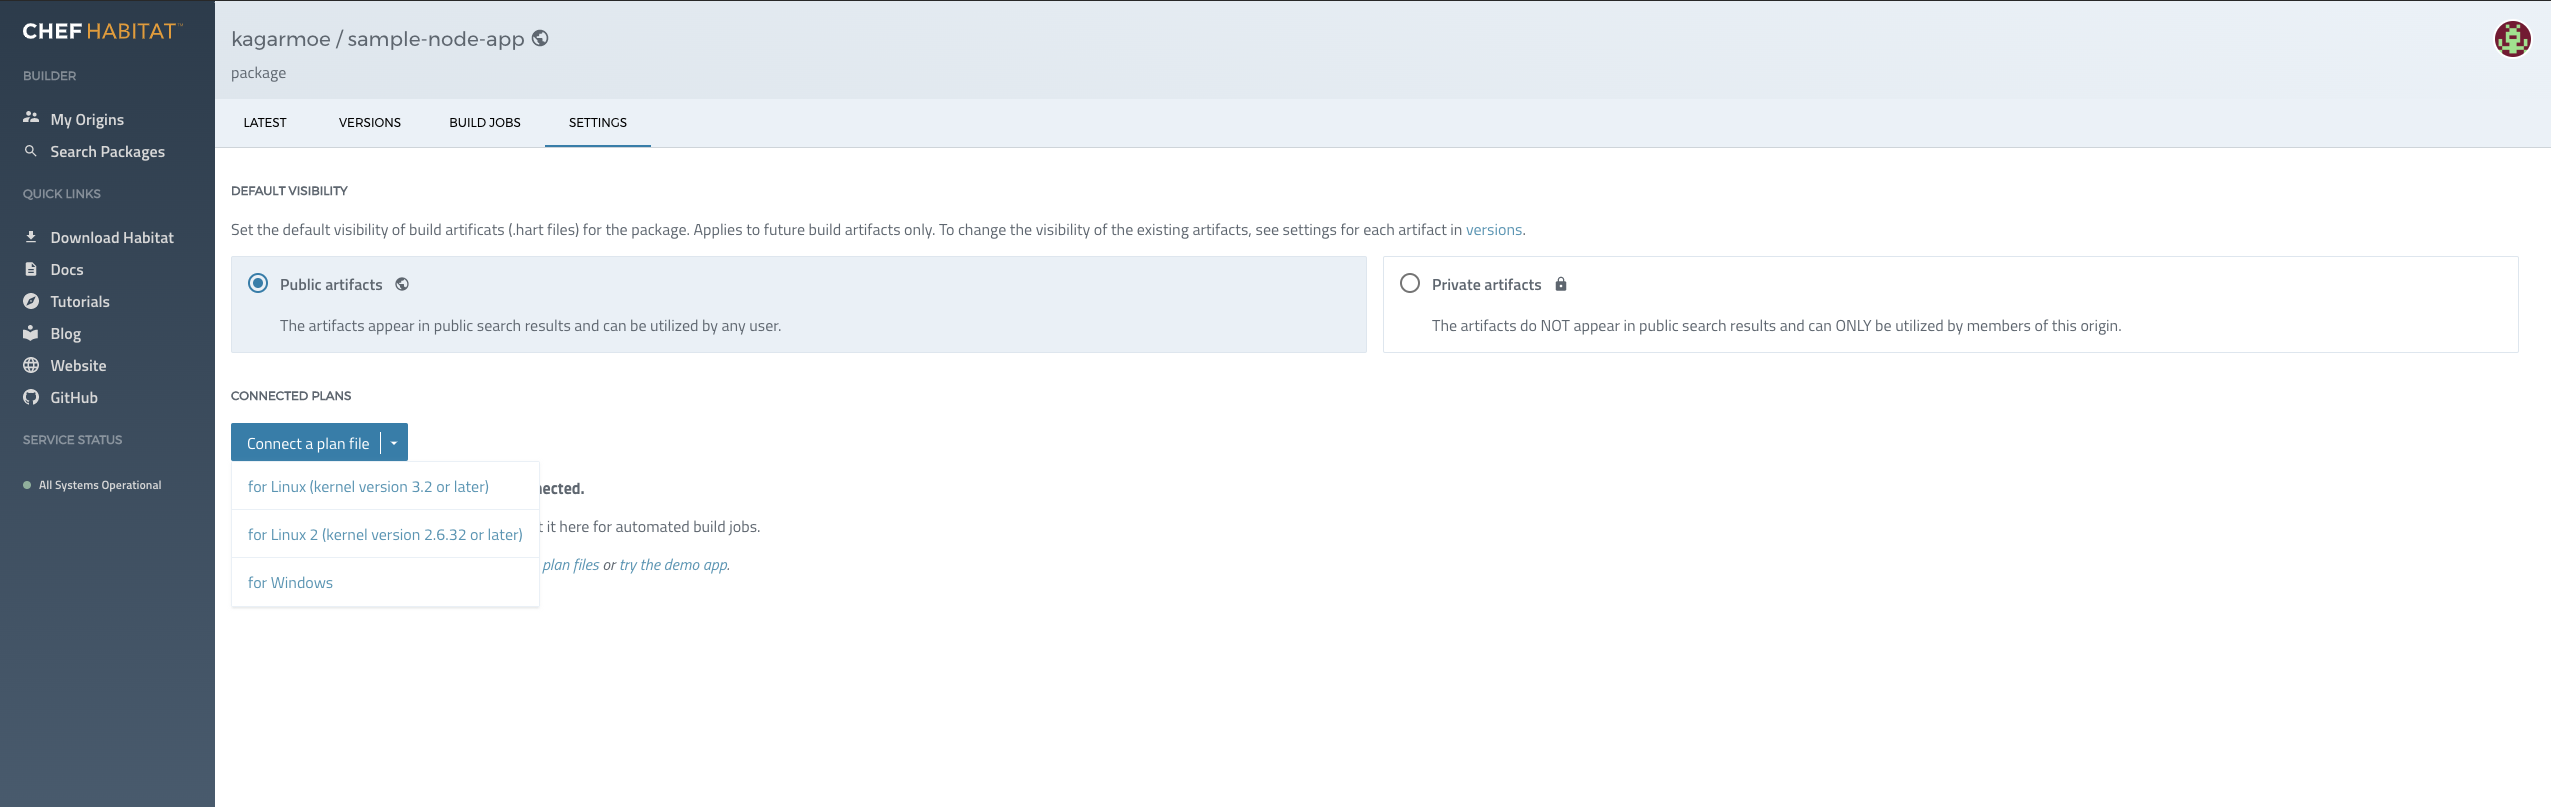 CHEF HABITAT™
BUILDER
My Origins
Search Packages
QUICK LINKS
Download Habitat
Docs
Tutorials
Blog
Website
GitHub
SERVICE STATUS
All Systems Operational
kagarmoe / sample-node-app
package
LATEST VERSIONS BUILD JOBS SETTINGS
DEFAULT VISIBILITY
Set the default visibility of build artificats (.hart files) for the package. Applies to future build artifacts only. To change the visibility of the existing artifacts, see settings for each artifact in versions.
Public artifacts
The artifacts appear in public search results and can be utilized by any user.
Private artifacts
The artifacts do NOT appear in public search results and can ONLY be utilized by members of this origin.
CONNECTED PLANS
Connect a plan file
for Linux (kernel version 3.2 or later)
for Linux 2 (kernel version 2.6.32 or later)
for Windows
nected.
t it here for automated build jobs.
plan files or try the demo app.